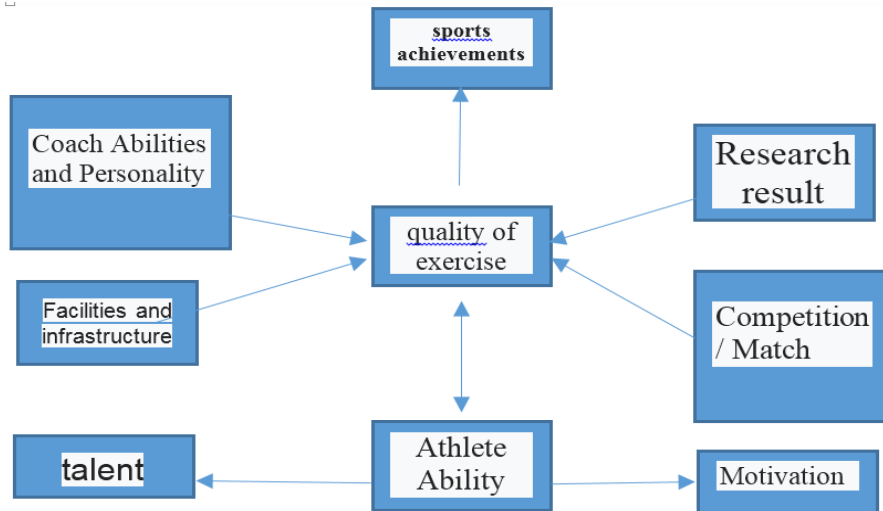 sports
achievements
Coach Abilities
and Personality
Research
result
quality of
exercise
Facilities and
infrastructure
Competition
/ Match
talent
Athlete
Ability
Motivation